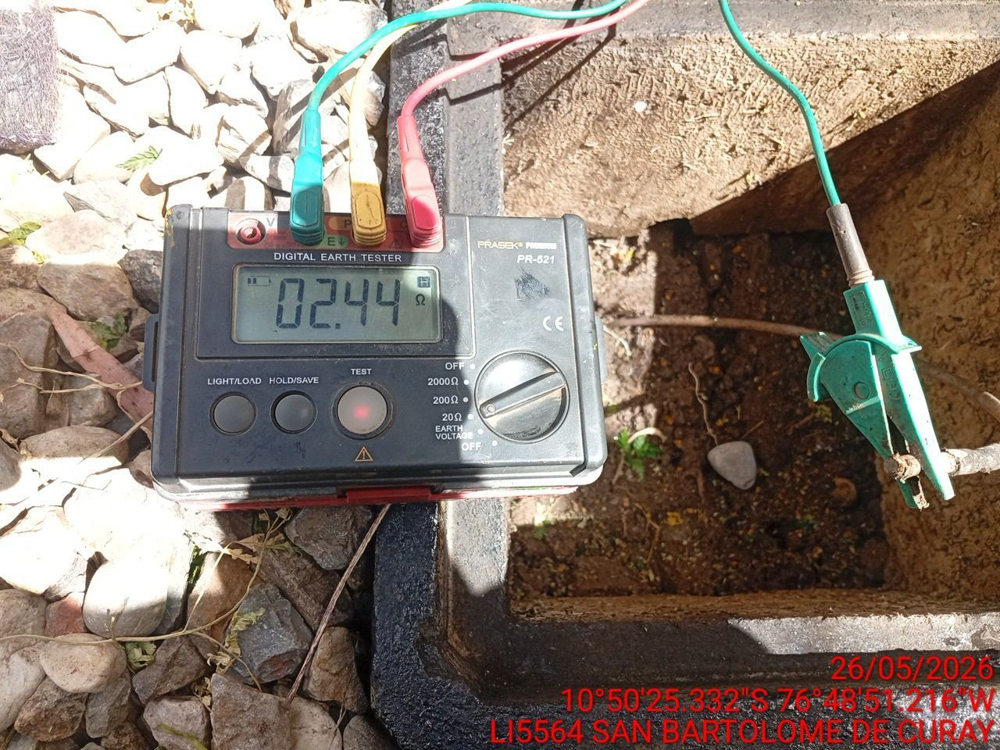 V
P
E
DIGITAL EARTH TESTER
PRASEK® PREMIUM
PR-521
H
02.44 Ω
CE
LIGHT/LOAD HOLD/SAVE TEST
OFF
2000Ω
200Ω
20Ω
EARTH VOLTAGE
OFF
26/05/2026
10°50'25.332"S 76°48'51.216"W
LI5564 SAN BARTOLOME DE CURAY